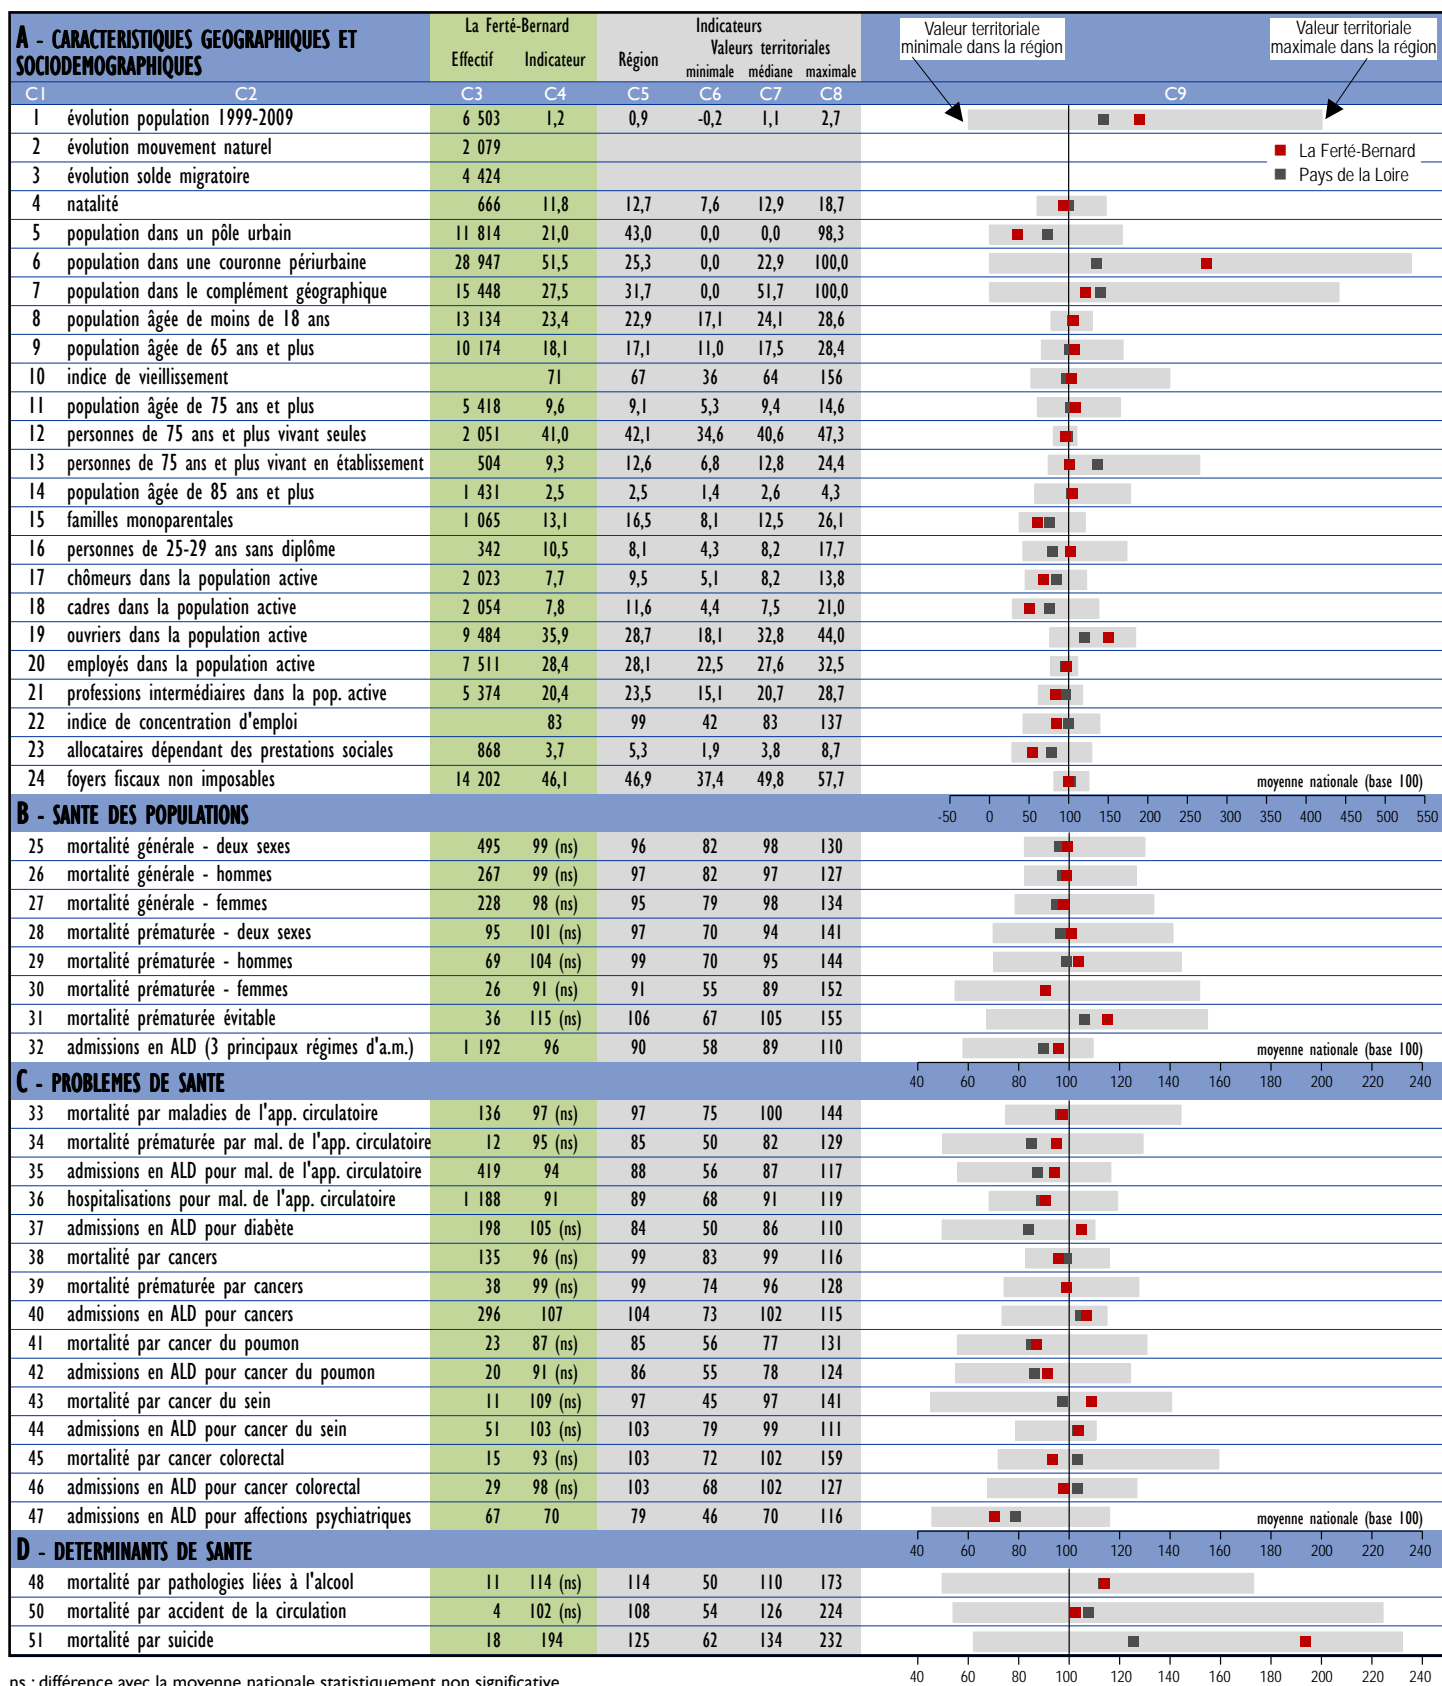 A - CARACTERISTIQUES GEOGRAPHIQUES ET SOCIODEMOGRAPHIQUES
La Ferté-Bernard
Indicateurs
Effectif Indicateur Région Valeurs territoriales
minimale médiane maximale
Valeur territoriale minimale dans la région
Valeur territoriale maximale dans la région
C1 C2 C3 C4 C5 C6 C7 C8 C9
1 évolution population 1999-2009 6 503 1,2 0,9 -0,2 1,1 2,7
2 évolution mouvement naturel 2 079
La Ferté-Bernard
3 évolution solde migratoire 4 424
Pays de la Loire
4 natalité 666 11,8 12,7 7,6 12,9 18,7
5 population dans un pôle urbain 11 814 21,0 43,0 0,0 0,0 98,3
6 population dans une couronne périurbaine 28 947 51,5 25,3 0,0 22,9 100,0
7 population dans le complément géographique 15 448 27,5 31,7 0,0 51,7 100,0
8 population âgée de moins de 18 ans 13 134 23,4 22,9 17,1 24,1 28,6
9 population âgée de 65 ans et plus 10 174 18,1 17,1 11,0 17,5 28,4
10 indice de vieillissement 71 67 36 64 156
11 population âgée de 75 ans et plus 5 418 9,6 9,1 5,3 9,4 14,6
12 personnes de 75 ans et plus vivant seules 2 051 41,0 42,1 34,6 40,6 47,3
13 personnes de 75 ans et plus vivant en établissement 504 9,3 12,6 6,8 12,8 24,4
14 population âgée de 85 ans et plus 1 431 2,5 2,5 1,4 2,6 4,3
15 familles monoparentales 1 065 13,1 16,5 8,1 12,5 26,1
16 personnes de 25-29 ans sans diplôme 342 10,5 8,1 4,3 8,2 17,7
17 chômeurs dans la population active 2 023 7,7 9,5 5,1 8,2 13,8
18 cadres dans la population active 2 054 7,8 11,6 4,4 7,5 21,0
19 ouvriers dans la population active 9 484 35,9 28,7 18,1 32,8 44,0
20 employés dans la population active 7 511 28,4 28,1 22,5 27,6 32,5
21 professions intermédiaires dans la pop. active 5 374 20,4 23,5 15,1 20,7 28,7
22 indice de concentration d'emploi 83 99 42 83 137
23 allocataires dépendant des prestations sociales 868 3,7 5,3 1,9 3,8 8,7
24 foyers fiscaux non imposables 14 202 46,1 46,9 37,4 49,8 57,7 moyenne nationale (base 100)
B - SANTE DES POPULATIONS
-50 0 50 100 150 200 250 300 350 400 450 500 550
25 mortalité générale - deux sexes 495 99 (ns) 96 82 98 130
26 mortalité générale - hommes 267 99 (ns) 97 82 97 127
27 mortalité générale - femmes 228 98 (ns) 95 79 98 134
28 mortalité prématurée - deux sexes 95 101 (ns) 97 70 94 141
29 mortalité prématurée - hommes 69 104 (ns) 99 70 95 144
30 mortalité prématurée - femmes 26 91 (ns) 91 55 89 152
31 mortalité prématurée évitable 36 115 (ns) 106 67 105 155
32 admissions en ALD (3 principaux régimes d'a.m.) 1 192 96 90 58 89 110 moyenne nationale (base 100)
C - PROBLEMES DE SANTE
40 60 80 100 120 140 160 180 200 220 240
33 mortalité par maladies de l'app. circulatoire 136 97 (ns) 97 75 100 144
34 mortalité prématurée par mal. de l'app. circulatoire 12 95 (ns) 85 50 82 129
35 admissions en ALD pour mal. de l'app. circulatoire 419 94 88 56 87 117
36 hospitalisations pour mal. de l'app. circulatoire 1 188 91 89 68 91 119
37 admissions en ALD pour diabète 198 105 (ns) 84 50 86 110
38 mortalité par cancers 135 96 (ns) 99 83 99 116
39 mortalité prématurée par cancers 38 99 (ns) 99 74 96 128
40 admissions en ALD pour cancers 296 107 104 73 102 115
41 mortalité par cancer du poumon 23 87 (ns) 85 56 77 131
42 admissions en ALD pour cancer du poumon 20 91 (ns) 86 55 78 124
43 mortalité par cancer du sein 11 109 (ns) 97 45 97 141
44 admissions en ALD pour cancer du sein 51 103 (ns) 103 79 99 111
45 mortalité par cancer colorectal 15 93 (ns) 103 72 102 159
46 admissions en ALD pour cancer colorectal 29 98 (ns) 103 68 102 127
47 admissions en ALD pour affections psychiatriques 67 70 79 46 70 116 moyenne nationale (base 100)
D - DETERMINANTS DE SANTE
40 60 80 100 120 140 160 180 200 220 240
48 mortalité par pathologies liées à l'alcool 11 114 (ns) 114 50 110 173
50 mortalité par accident de la circulation 4 102 (ns) 108 54 126 224
51 mortalité par suicide 18 194 125 62 134 232
40 60 80 100 120 140 160 180 200 220 240
ns : différence avec la moyenne nationale statistiquement non significative